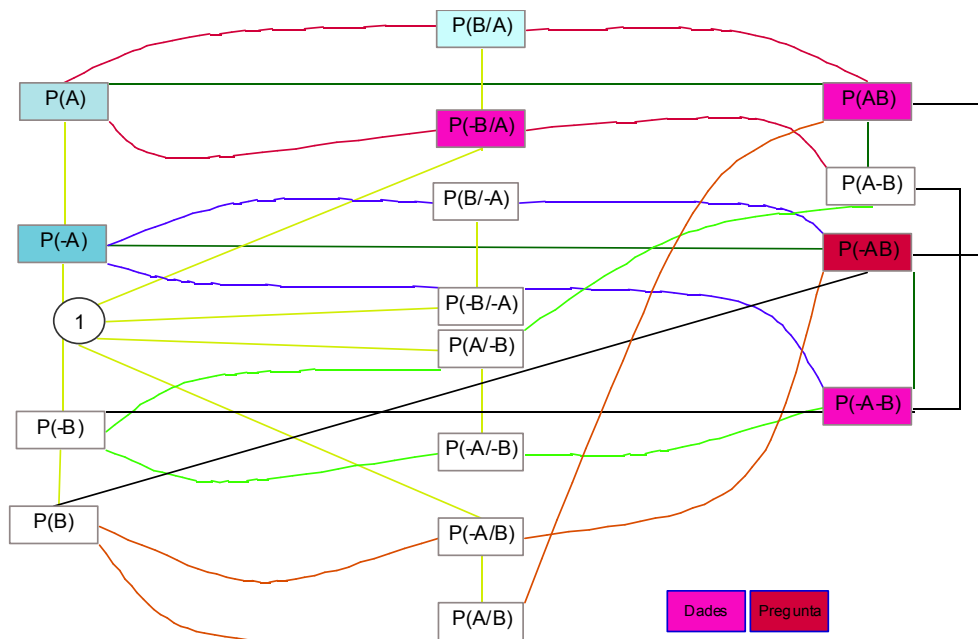 P(B/A)
P(A)
P(AB)
P(-B/A)
P(A-B)
P(B/-A)
P(-A)
P(-AB)
P(-B/-A)
1
P(A/-B)
P(-A-B)
P(-B)
P(-A/-B)
P(B)
P(-A/B)
P(A/B)
Dades
Pregunta